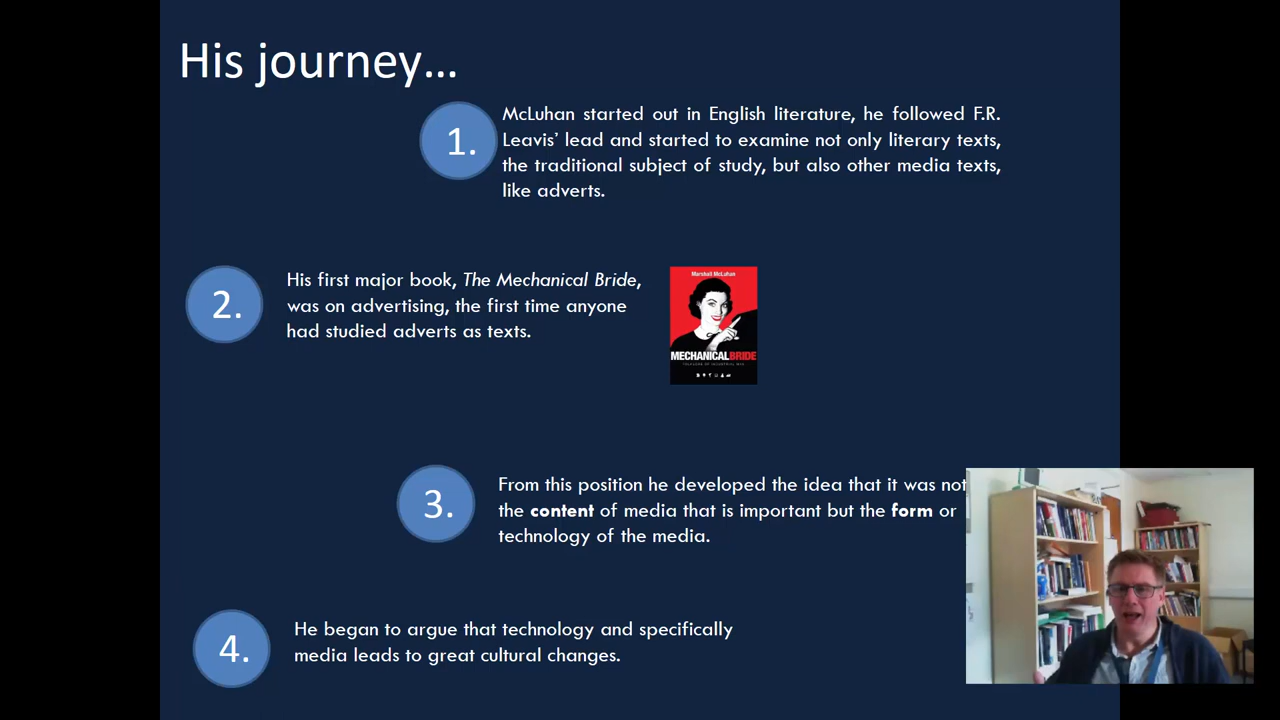 His journey...
1.
McLuhan started out in English literature, he followed F.R.
Leavis' lead and started to examine not only literary texts,
the traditional subject of study, but also other media texts,
like adverts.
2.
His first major book, The Mechanical Bride,
was on advertising, the first time anyone
had studied adverts as texts.
Marshall McLuhan
MECHANICALBRIDE
3.
From this position he developed the idea that it was not
the content of media that is important but the form or
technology of the media.
4.
He began to argue that technology and specifically
media leads to great cultural changes.